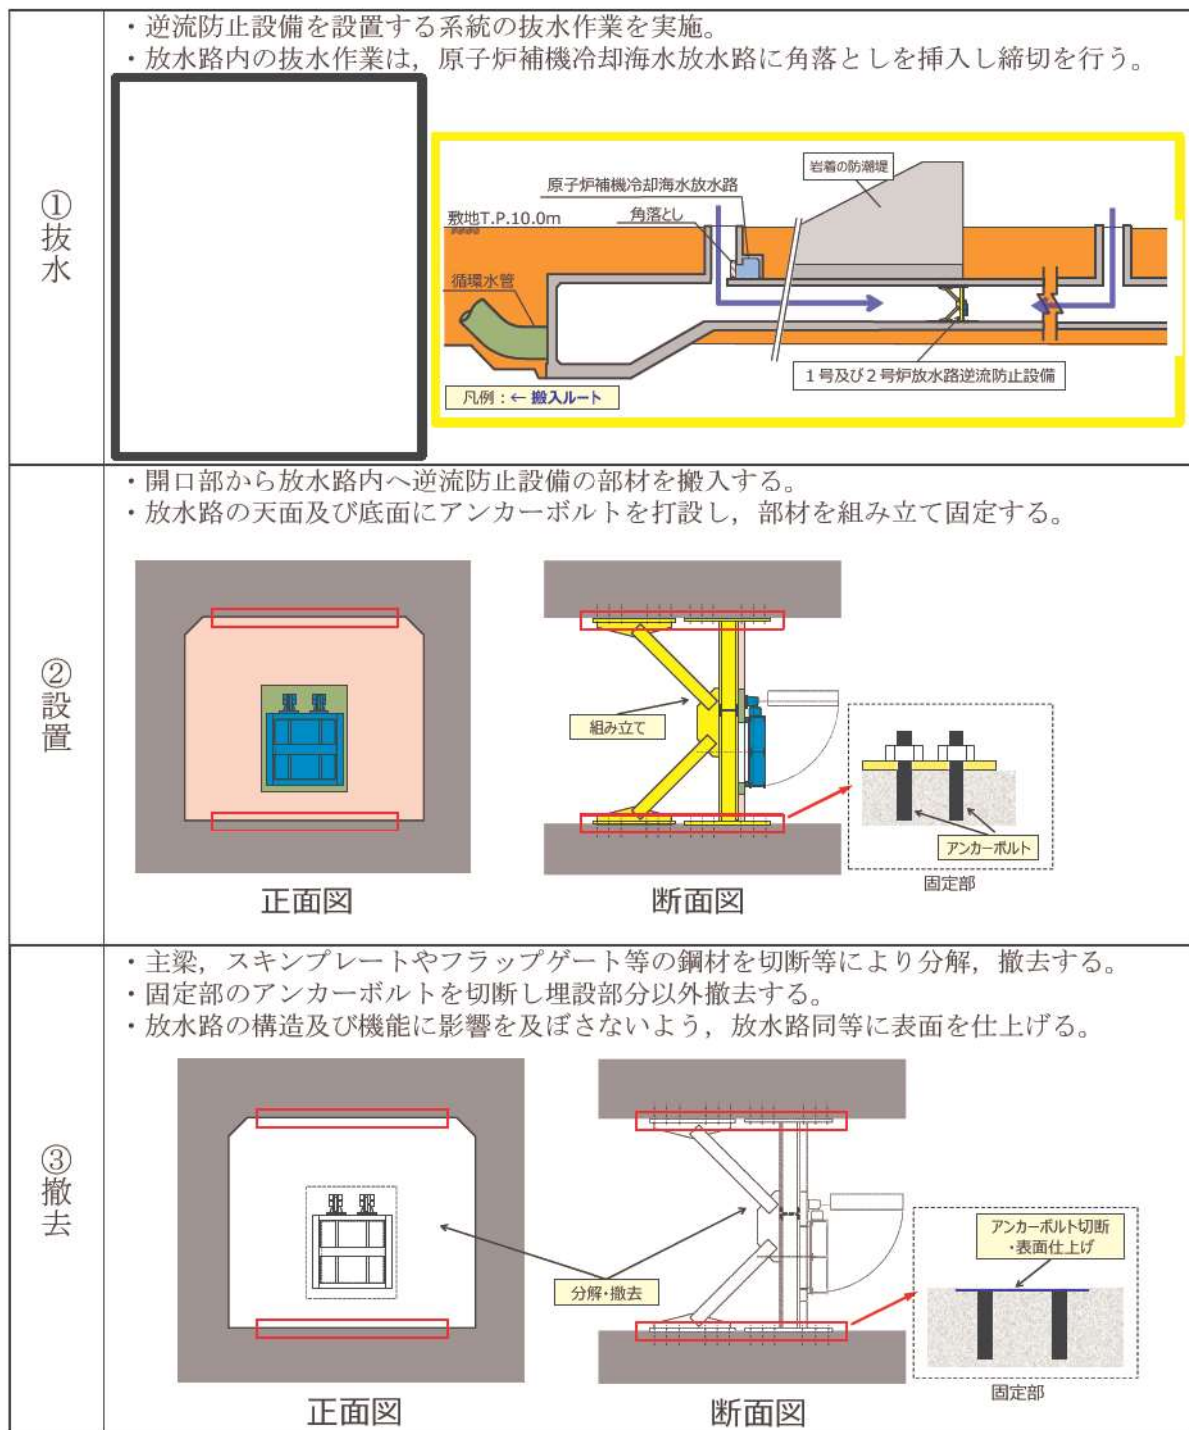 ①抜水
・逆流防止設備を設置する系統の抜水作業を実施。
・放水路内の抜水作業は，原子炉補機冷却海水放水路に角落としを挿入し締切を行う。
岩着の防潮堤
原子炉補機冷却海水放水路
敷地T.P.10.0m
角落とし
循環水管
1号及び2号炉放水路逆流防止設備
凡例：← 搬入ルート
②設置
・開口部から放水路内へ逆流防止設備の部材を搬入する。
・放水路の天面及び底面にアンカーボルトを打設し，部材を組み立て固定する。
組み立て
アンカーボルト
固定部
正面図
断面図
③撤去
・主梁，スキンプレートやフラップゲート等の鋼材を切断等により分解，撤去する。
・固定部のアンカーボルトを切断し埋設部分以外撤去する。
・放水路の構造及び機能に影響を及ぼさないよう，放水路同等に表面を仕上げる。
アンカーボルト切断
・表面仕上げ
分解・撤去
固定部
正面図
断面図